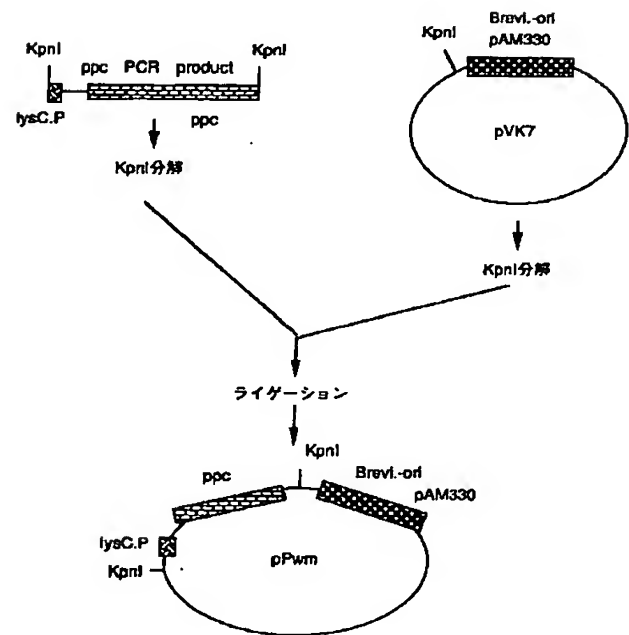 KpnI
ppc PCR product
KpnI
lysC.P
ppc
KpnI分解
Brevi.-ori
pAM330
KpnI
pVK7
KpnI分解
ライゲーション
KpnI
ppc
Brevi.-ori
pAM330
lysC.P
KpnI
pPwm